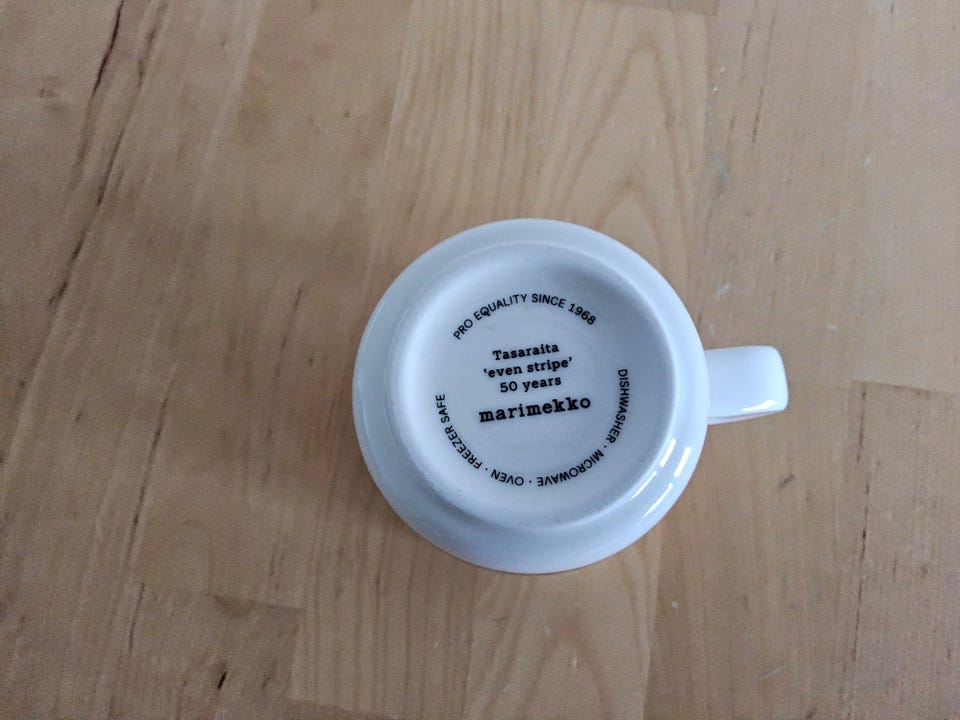 PRO EQUALITY SINCE 1968
Tasaraita
‘even stripe’
50 years
marimekko
DISHWASHER · MICROWAVE · OVEN · FREEZER SAFE